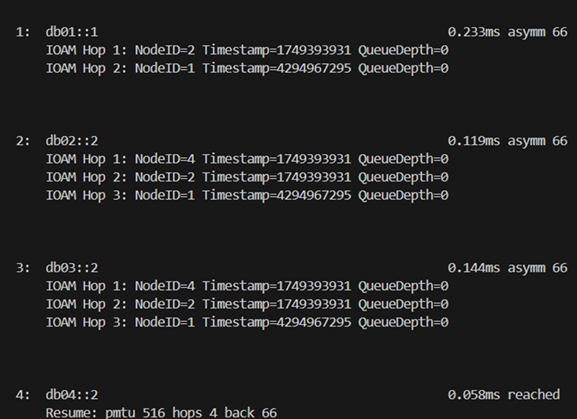 1: db01::1 0.233ms asymm 66
IOAM Hop 1: NodeID=2 Timestamp=1749393931 QueueDepth=0
IOAM Hop 2: NodeID=1 Timestamp=4294967295 QueueDepth=0
2: db02::2 0.119ms asymm 66
IOAM Hop 1: NodeID=4 Timestamp=1749393931 QueueDepth=0
IOAM Hop 2: NodeID=2 Timestamp=1749393931 QueueDepth=0
IOAM Hop 3: NodeID=1 Timestamp=4294967295 QueueDepth=0
3: db03::2 0.144ms asymm 66
IOAM Hop 1: NodeID=4 Timestamp=1749393931 QueueDepth=0
IOAM Hop 2: NodeID=2 Timestamp=1749393931 QueueDepth=0
IOAM Hop 3: NodeID=1 Timestamp=4294967295 QueueDepth=0
4: db04::2 0.058ms reached
Resume: pmtu 516 hops 4 back 66